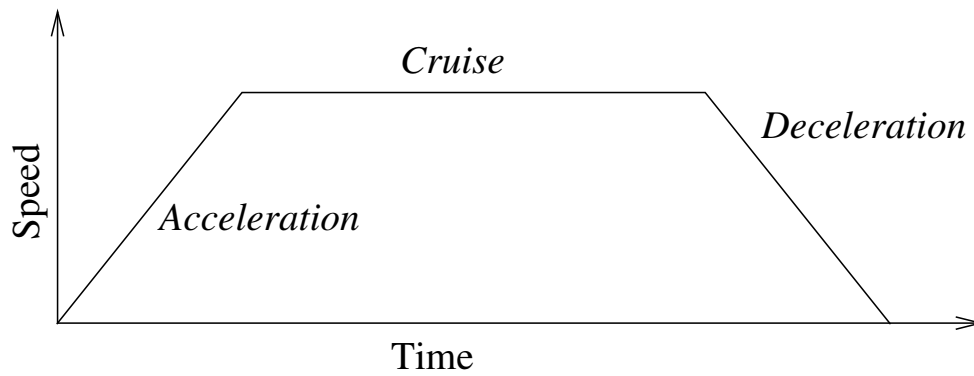 Cruise
Deceleration
Acceleration
Speed
Time